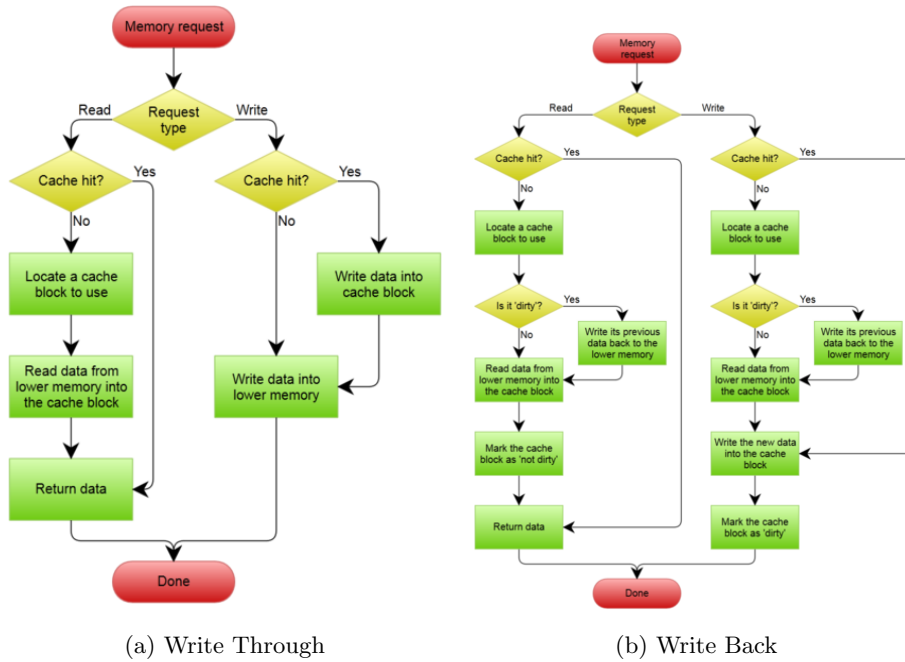 Memory request
Request
type
Read
Write
Cache hit?
Yes
No
Cache hit?
Yes
No
Locate a cache
block to use
Write data into
cache block
Read data from
lower memory into
the cache block
Write data into
lower memory
Return data
Done
(a) Write Through
Memory
request
Request
type
Read
Write
Cache hit?
Yes
No
Cache hit?
Yes
No
Locate a cache
block to use
Locate a cache
block to use
Is it 'dirty'?
Yes
No
Is it 'dirty'?
Yes
No
Write its previous
data back to the
lower memory
Write its previous
data back to the
lower memory
Read data from
lower memory into
the cache block
Read data from
lower memory into
the cache block
Mark the cache
block as 'not dirty'
Write the new data
into the cache
block
Return data
Mark the cache
block as 'dirty'
Done
(b) Write Back